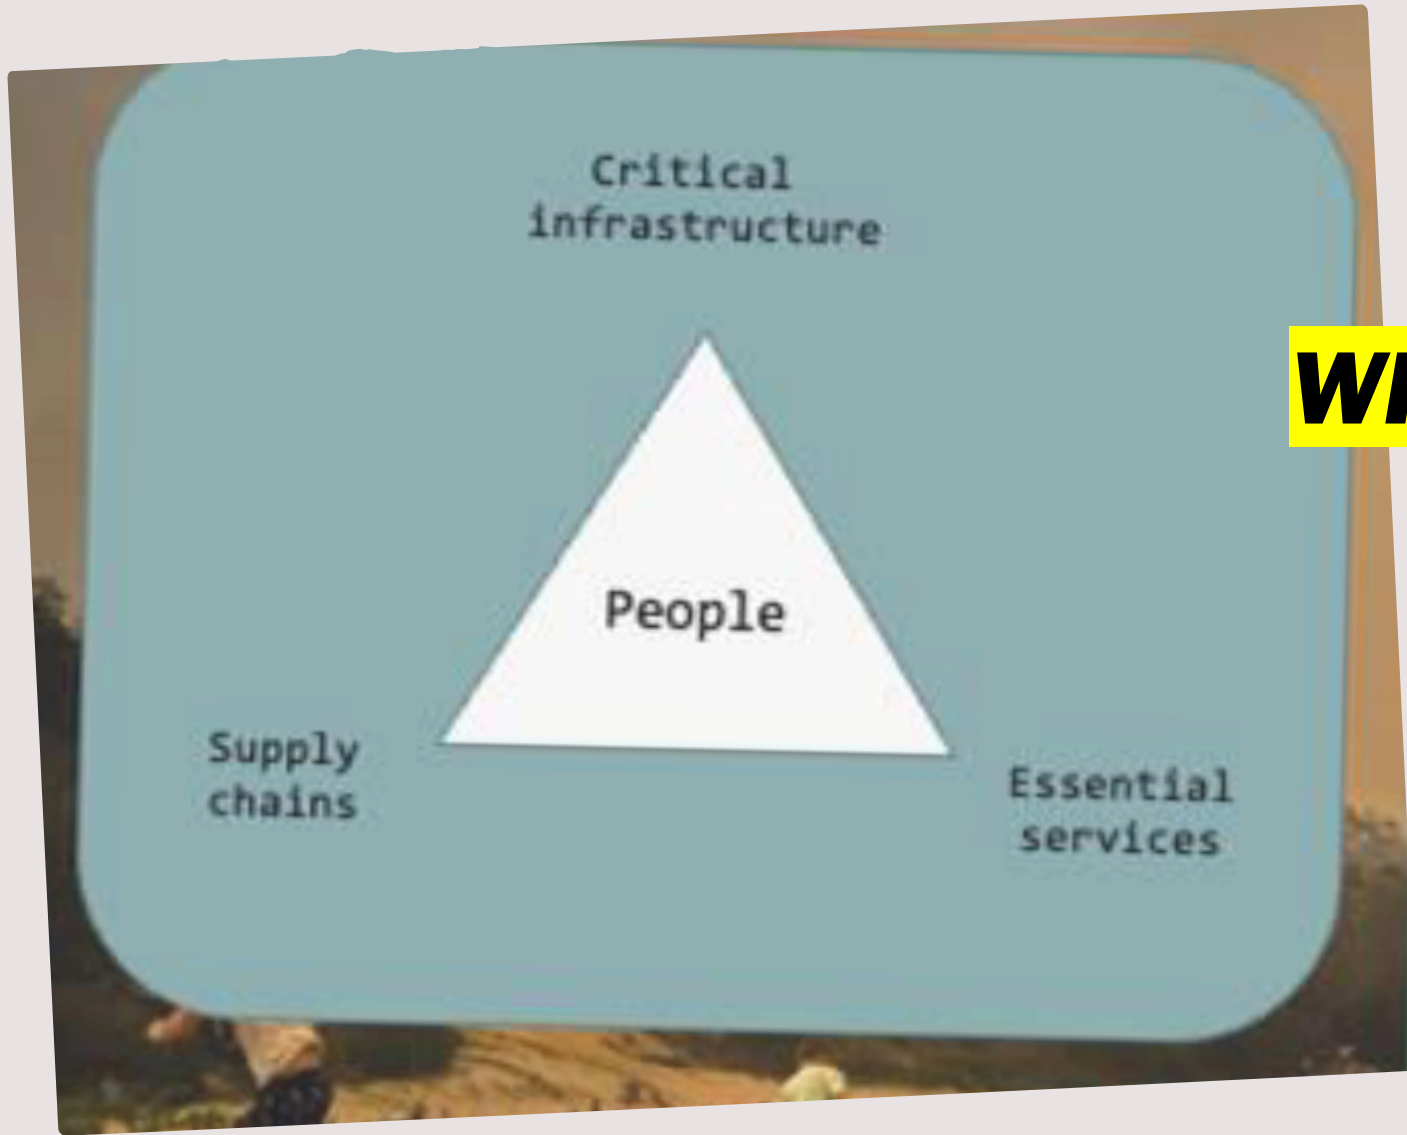 Critical
infrastructure
People
Supply
chains
Essential
services